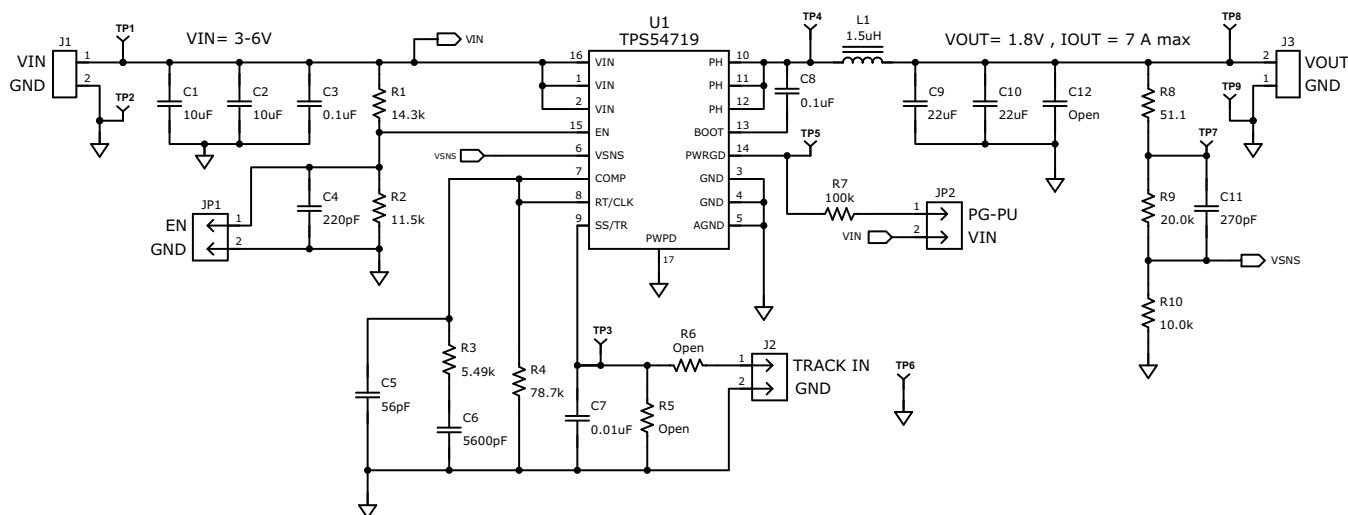 U1
TPS54719
J1
VIN
GND
1
2
TP1
TP2
VIN= 3-6V
VIN
C1
10uF
C2
10uF
C3
0.1uF
R1
14.3k
R2
11.5k
C4
220pF
JP1
EN
GND
1
2
VSNS
16
1
2
15
6
7
8
9
VIN
VIN
VIN
EN
VSNS
COMP
RT/CLK
SS/TR
PWPD
17
PH
PH
PH
BOOT
PWRGD
GND
GND
AGND
10
11
12
13
14
3
4
5
TP4
L1
1.5uH
C8
0.1uF
TP5
R7
100k
JP2
1
2
PG-PU
VIN
VIN
VOUT= 1.8V , IOUT = 7 A max
C9
22uF
C10
22uF
C12
Open
TP8
J3
2
1
VOUT
GND
TP9
R8
51.1
TP7
R9
20.0k
C11
270pF
VSNS
R10
10.0k
C5
56pF
R3
5.49k
C6
5600pF
R4
78.7k
TP3
C7
0.01uF
R5
Open
R6
Open
J2
1
2
TRACK IN
GND
TP6